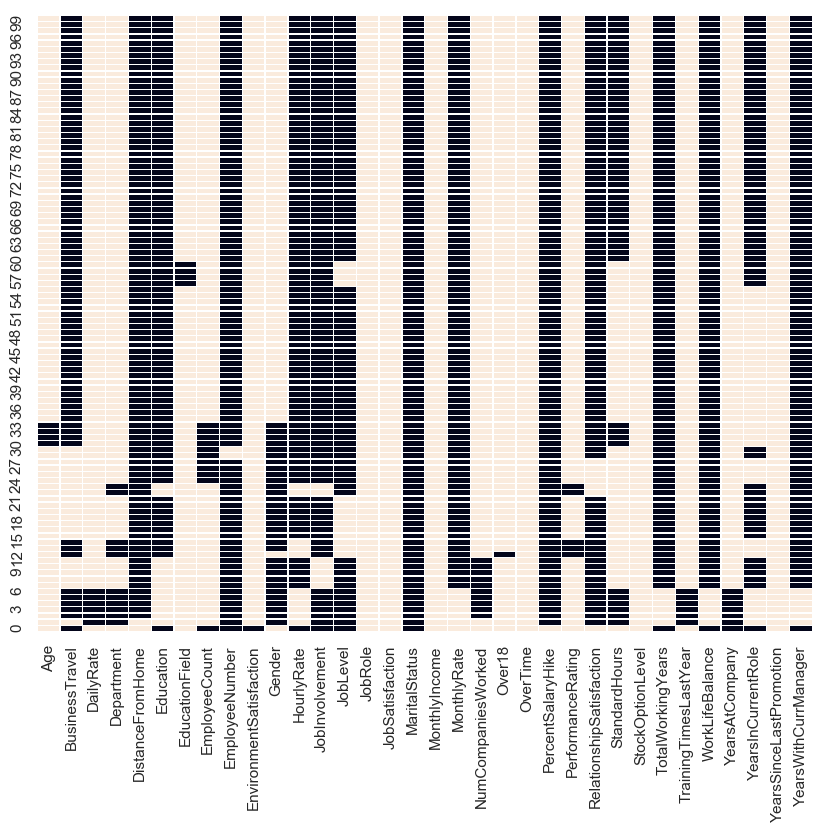 99
96
93
90
87
84
81
78
75
72
69
66
63
60
57
54
51
48
45
42
39
36
33
30
27
24
21
18
15
12
9
6
3
0
Age
BusinessTravel
DailyRate
Department
DistanceFromHome
Education
EducationField
EmployeeCount
EmployeeNumber
EnvironmentSatisfaction
Gender
HourlyRate
JobInvolvement
JobLevel
JobRole
JobSatisfaction
MaritalStatus
MonthlyIncome
MonthlyRate
NumCompaniesWorked
Over18
OverTime
PercentSalaryHike
PerformanceRating
RelationshipSatisfaction
StandardHours
StockOptionLevel
TotalWorkingYears
TrainingTimesLastYear
WorkLifeBalance
YearsAtCompany
YearsInCurrentRole
YearsSinceLastPromotion
YearsWithCurrManager